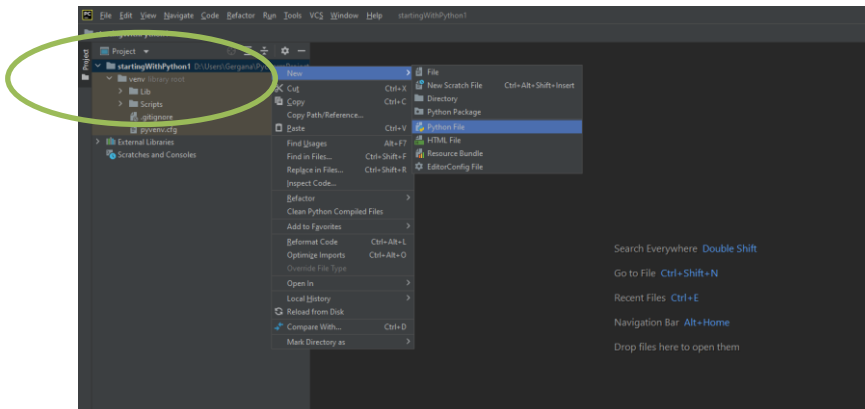 PC File Edit View Navigate Code Refactor Run Tools VCS Window Help startingWithPython1
Project
Project
startingWithPython1 D:\Users\Gergana\Py
venv library root
Lib
Scripts
.gitignore
pyvenv.cfg
External Libraries
Scratches and Consoles
New
Cut Ctrl+X
Copy Ctrl+C
Copy Path/Reference...
Paste Ctrl+V
Find Usages Alt+F7
Find in Files... Ctrl+Shift+F
Replace in Files... Ctrl+Shift+R
Inspect Code...
Refactor
Clean Python Compiled Files
Add to Favorites
Reformat Code Ctrl+Alt+L
Optimize Imports Ctrl+Alt+O
Override File Type
Open In
Local History
Reload from Disk
Compare With... Ctrl+D
Mark Directory as
File
New Scratch File Ctrl+Alt+Shift+Insert
Directory
Python Package
Python File
HTML File
Resource Bundle
EditorConfig File
Search Everywhere Double Shift
Go to File Ctrl+Shift+N
Recent Files Ctrl+E
Navigation Bar Alt+Home
Drop files here to open them